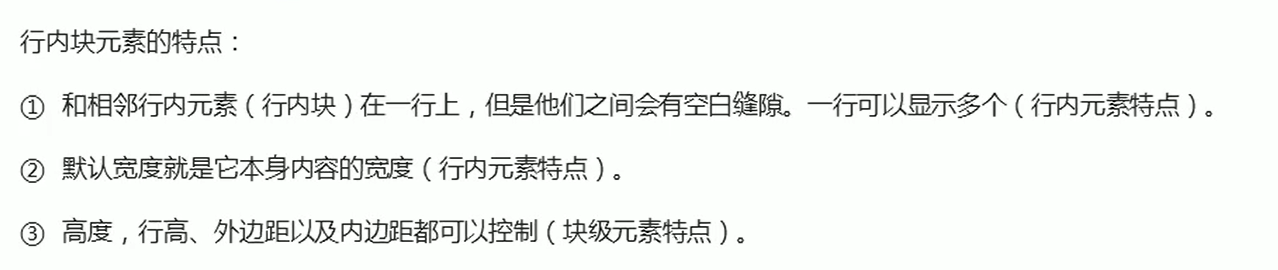 行内块元素的特点：
① 和相邻行内元素（行内块）在一行上，但是他们之间会有空白缝隙。一行可以显示多个（行内元素特点）。
② 默认宽度就是它本身内容的宽度（行内元素特点）。
③ 高度，行高、外边距以及内边距都可以控制（块级元素特点）。